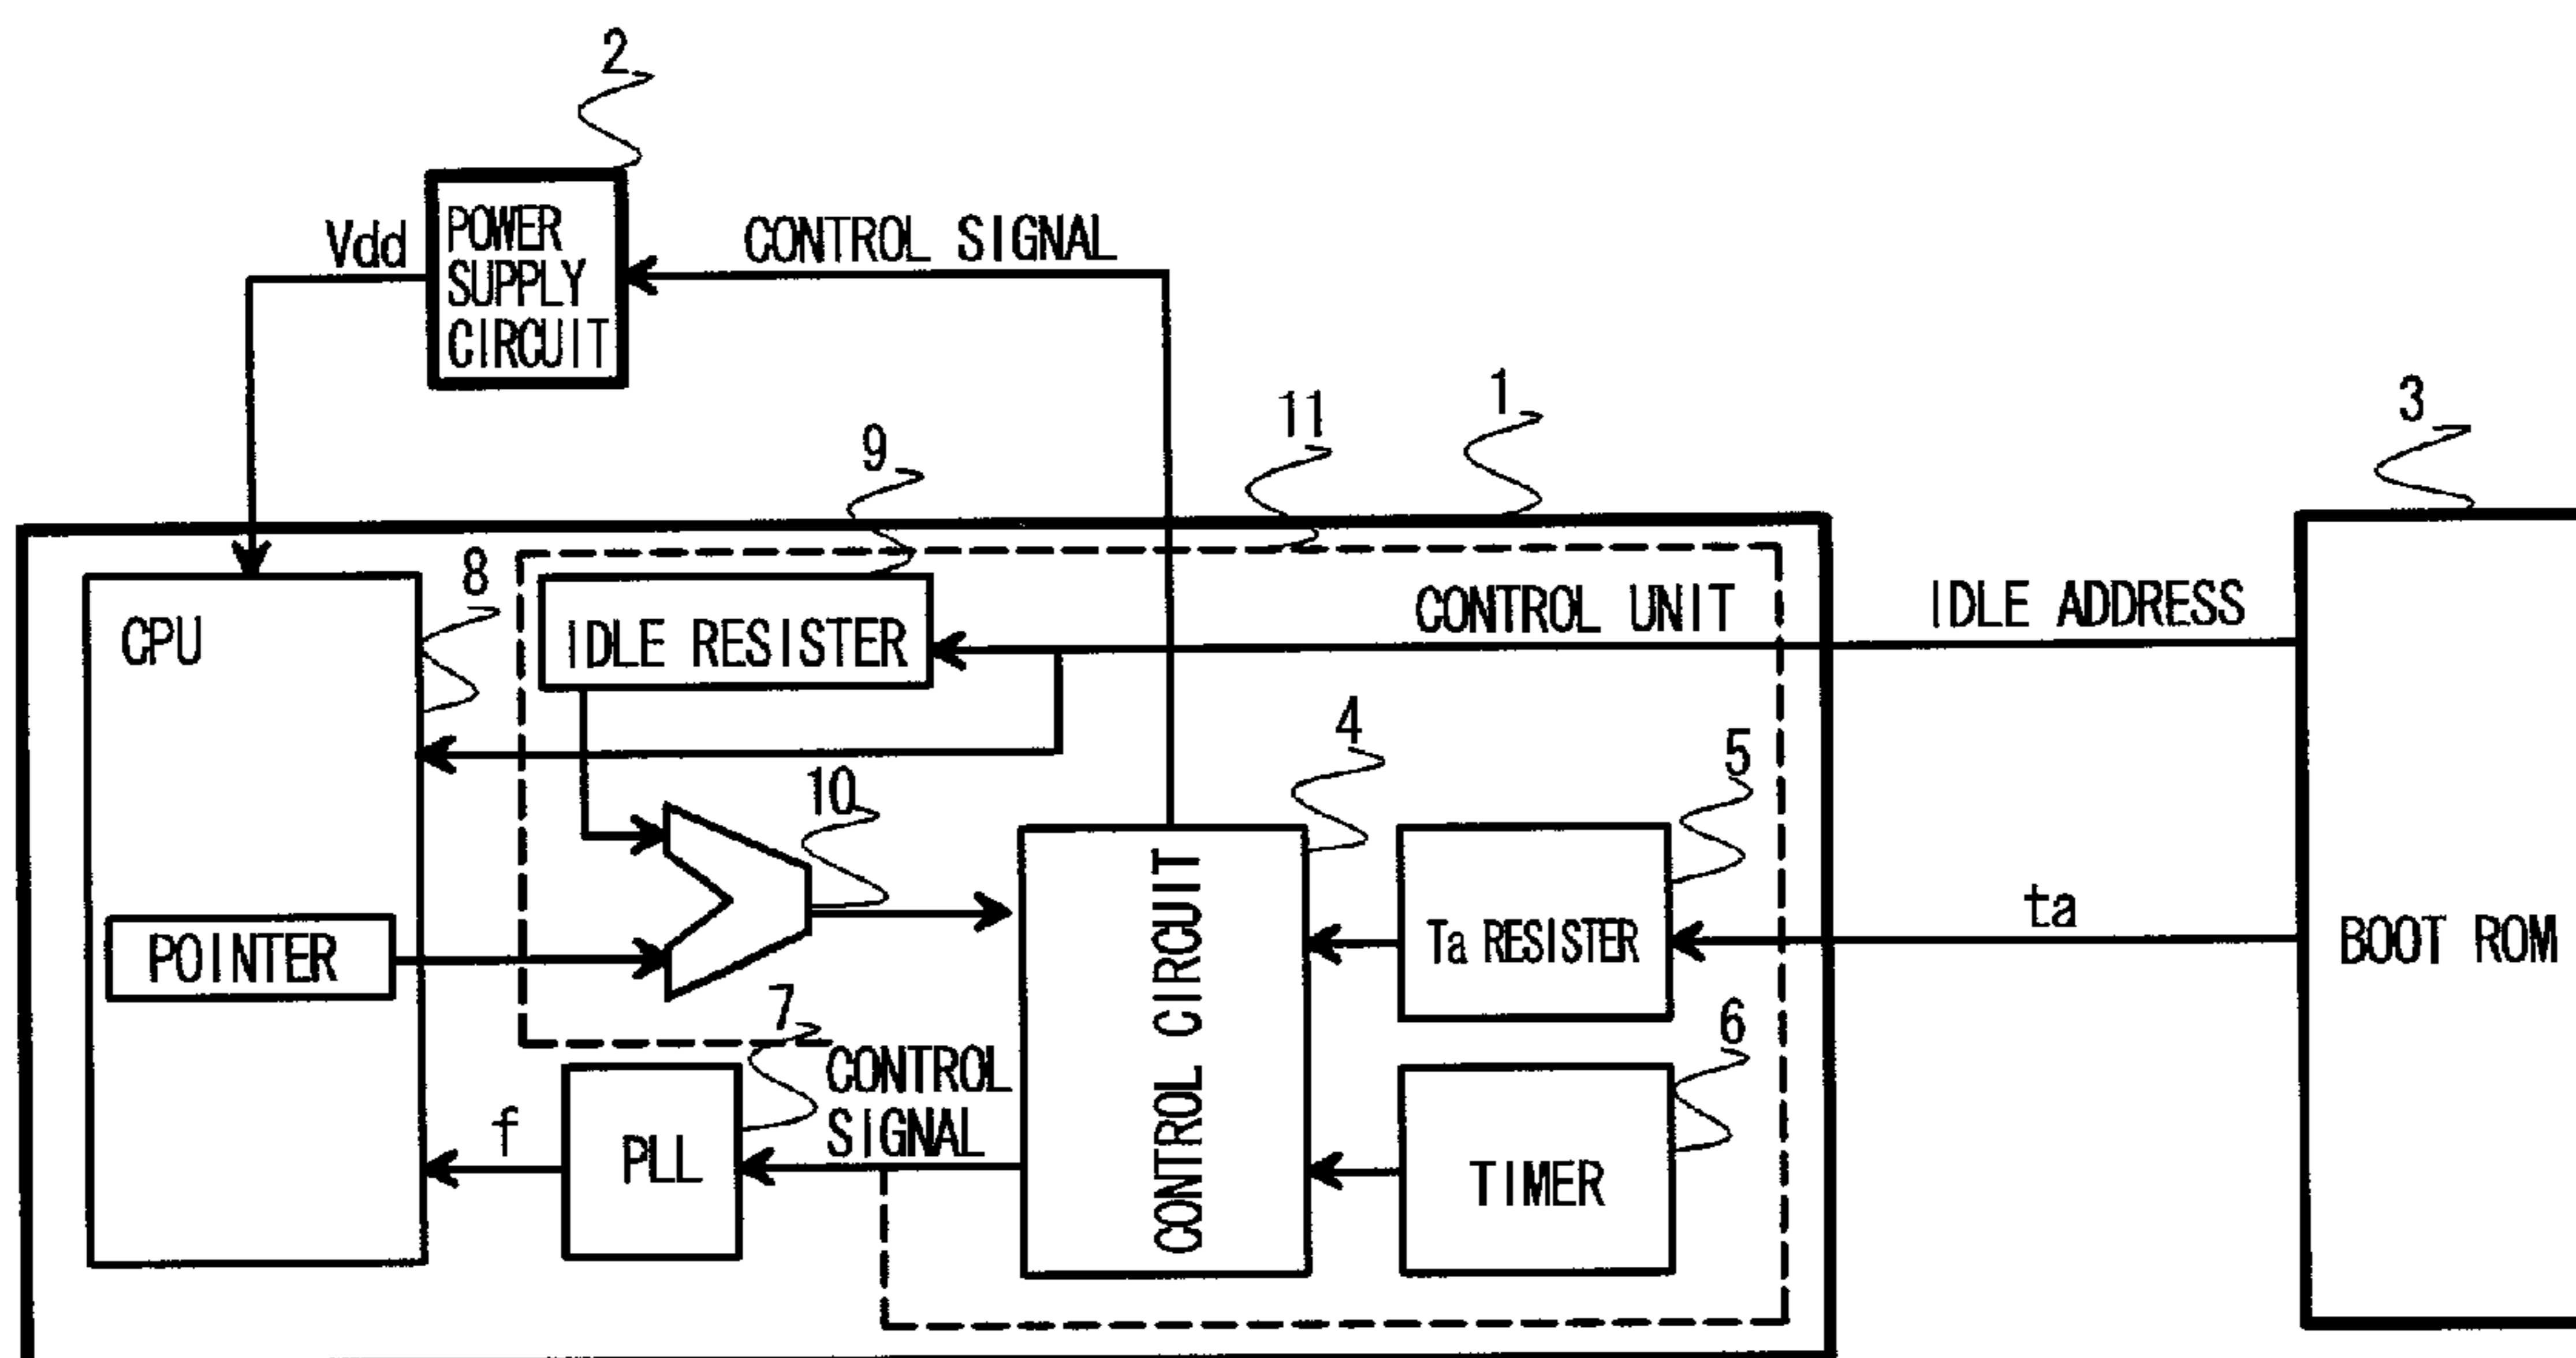 2
Vdd
POWER
SUPPLY
CIRCUIT
CONTROL SIGNAL
1
11
3
9
8
CPU
IDLE RESISTER
CONTROL UNIT
IDLE ADDRESS
4
5
10
CONTROL CIRCUIT
Ta RESISTER
ta
BOOT ROM
POINTER
7
6
CONTROL
SIGNAL
f
PLL
TIMER